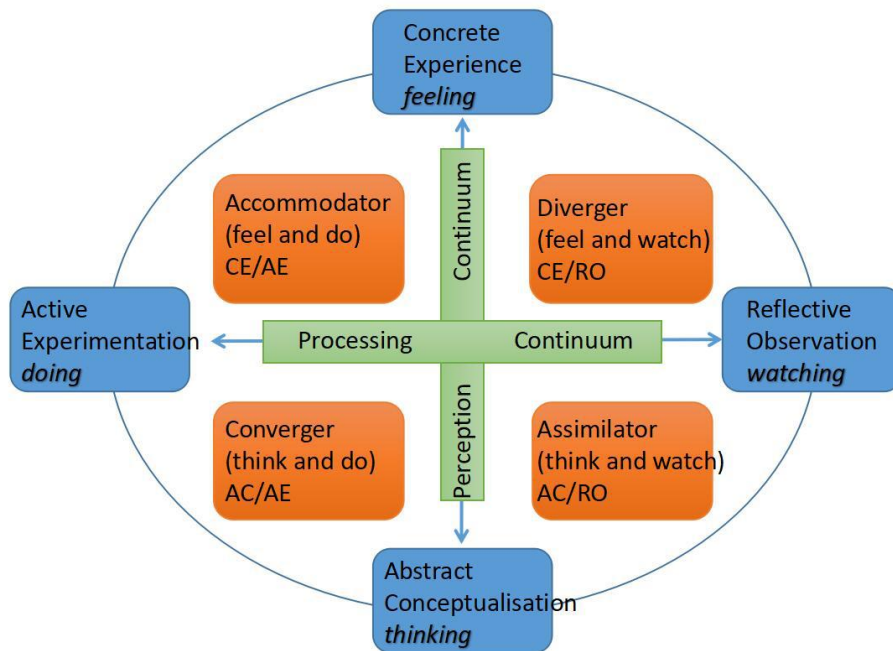 Concrete
Experience
feeling
Accommodator
(feel and do)
CE/AE
Continuum
Diverger
(feel and watch)
CE/RO
Active
Experimentation
doing
Processing Continuum
Reflective
Observation
watching
Converger
(think and do)
AC/AE
Perception
Assimilator
(think and watch)
AC/RO
Abstract
Conceptualisation
thinking